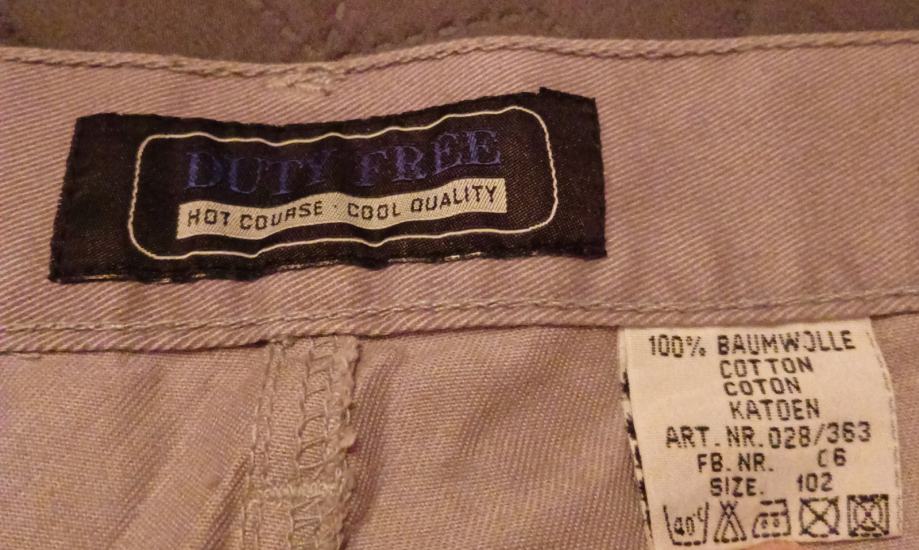 DUTY FREE
HOT COURSE · COOL QUALITY
100% BAUMWOLLE
COTTON
COTON
KATOEN
ART. NR. 028/363
FB. NR. C6
SIZE. 102
40°